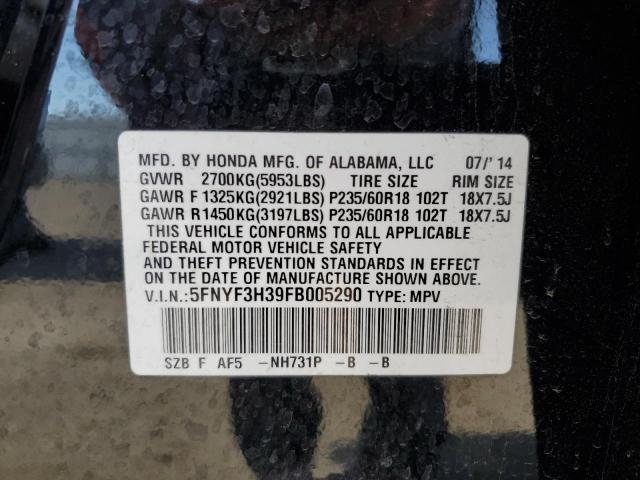 MFD. BY HONDA MFG. OF ALABAMA, LLC 07/'14
GVWR 2700KG(5953LBS) TIRE SIZE RIM SIZE
GAWR F 1325KG(2921LBS) P235/60R18 102T 18X7.5J
GAWR R1450KG(3197LBS) P235/60R18 102T 18X7.5J
THIS VEHICLE CONFORMS TO ALL APPLICABLE
FEDERAL MOTOR VEHICLE SAFETY
AND THEFT PREVENTION STANDARDS IN EFFECT
ON THE DATE OF MANUFACTURE SHOWN ABOVE.
V.I.N.:5FNYF3H39FB005290 TYPE: MPV
SZB F AF5 -NH731P -B -B